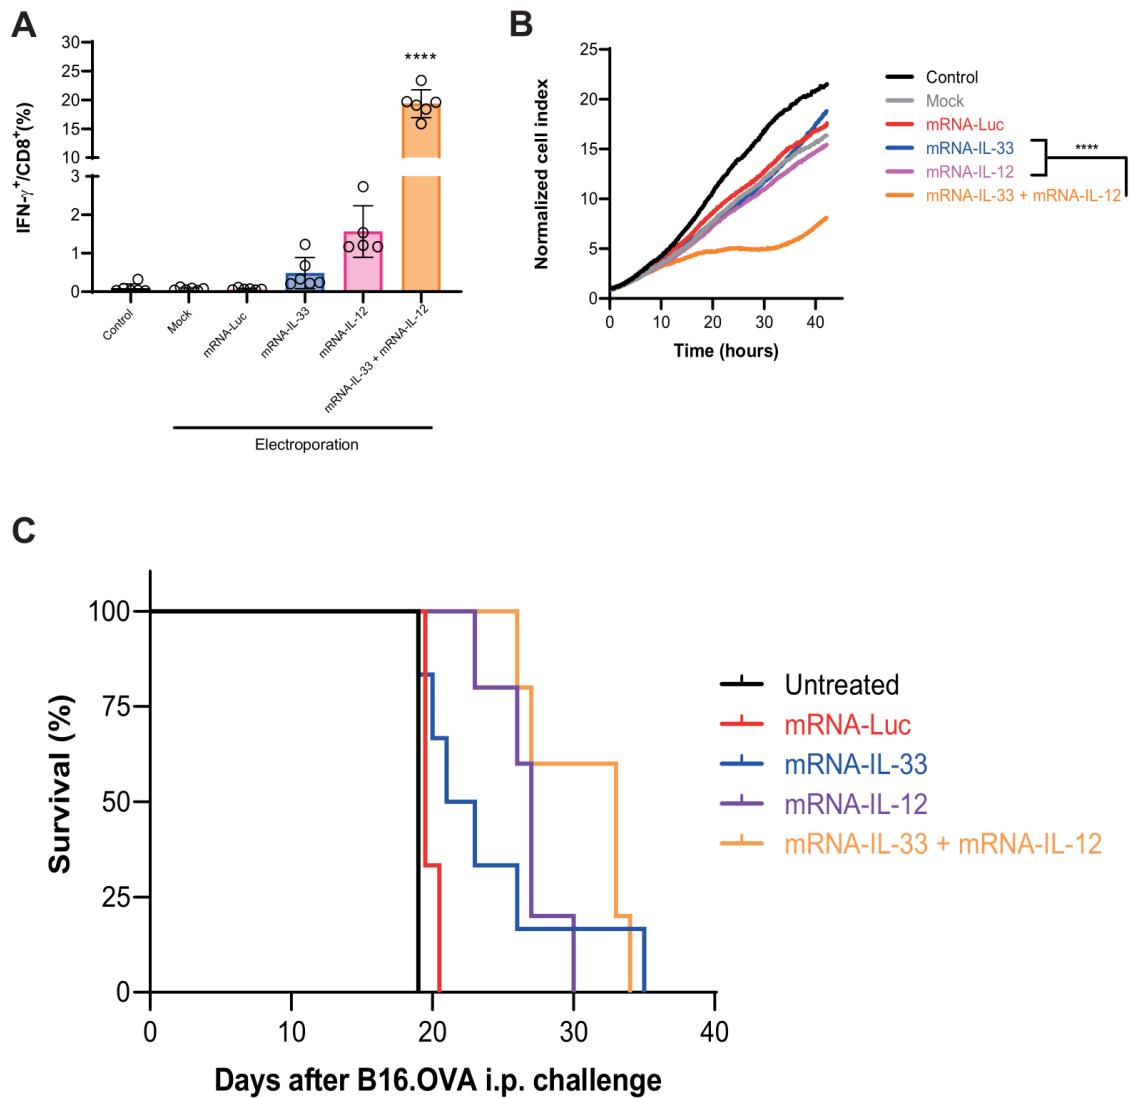 A
IFN-γ+/CD8+(%)
30
25
20
15
10
3
2
1
0
****
Control
Mock
mRNA-Luc
mRNA-IL-33
mRNA-IL-12
mRNA-IL-33 + mRNA-IL-12
Electroporation
B
Normalized cell index
25
20
15
10
5
0
0 10 20 30 40
Time (hours)
Control
Mock
mRNA-Luc
mRNA-IL-33
mRNA-IL-12
mRNA-IL-33 + mRNA-IL-12
****
C
Survival (%)
100
75
50
25
0
0 10 20 30 40
Days after B16.OVA i.p. challenge
Untreated
mRNA-Luc
mRNA-IL-33
mRNA-IL-12
mRNA-IL-33 + mRNA-IL-12